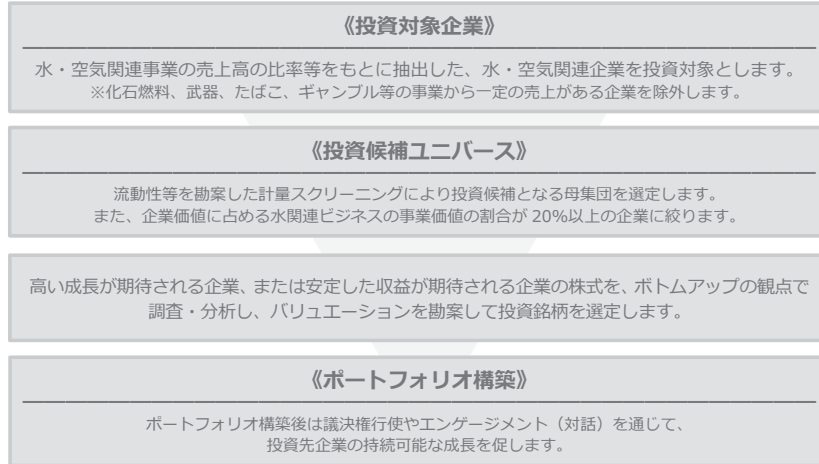 《投資対象企業》
水・空気関連事業の売上高の比率等をもとに抽出した、水・空気関連企業を投資対象とします。
※化石燃料、武器、たばこ、ギャンブル等の事業から一定の売上がある企業を除外します。
《投資候補ユニバース》
流動性等を勘案した計量スクリーニングにより投資候補となる母集団を選定します。
また、企業価値に占める水関連ビジネスの事業価値の割合が 20%以上の企業に絞ります。
高い成長が期待される企業、または安定した収益が期待される企業の株式を、ボトムアップの観点で
調査・分析し、バリュエーションを勘案して投資銘柄を選定します。
《ポートフォリオ構築》
ポートフォリオ構築後は議決権行使やエンゲージメント（対話）を通じて、
投資先企業の持続可能な成長を促します。